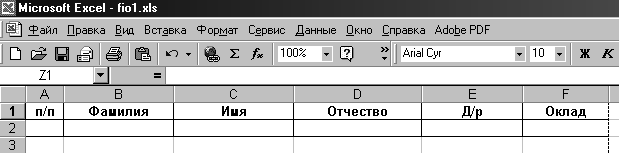 Microsoft Excel - fio1.xls
Файл Правка Вид Вставка Формат Сервис Данные Окно Справка Adobe PDF
Σ fx 100% ? Arial Cyr 10 Ж К
Z1 =
A B C D E F
1 п/п Фамилия Имя Отчество Д/р Оклад
2
3